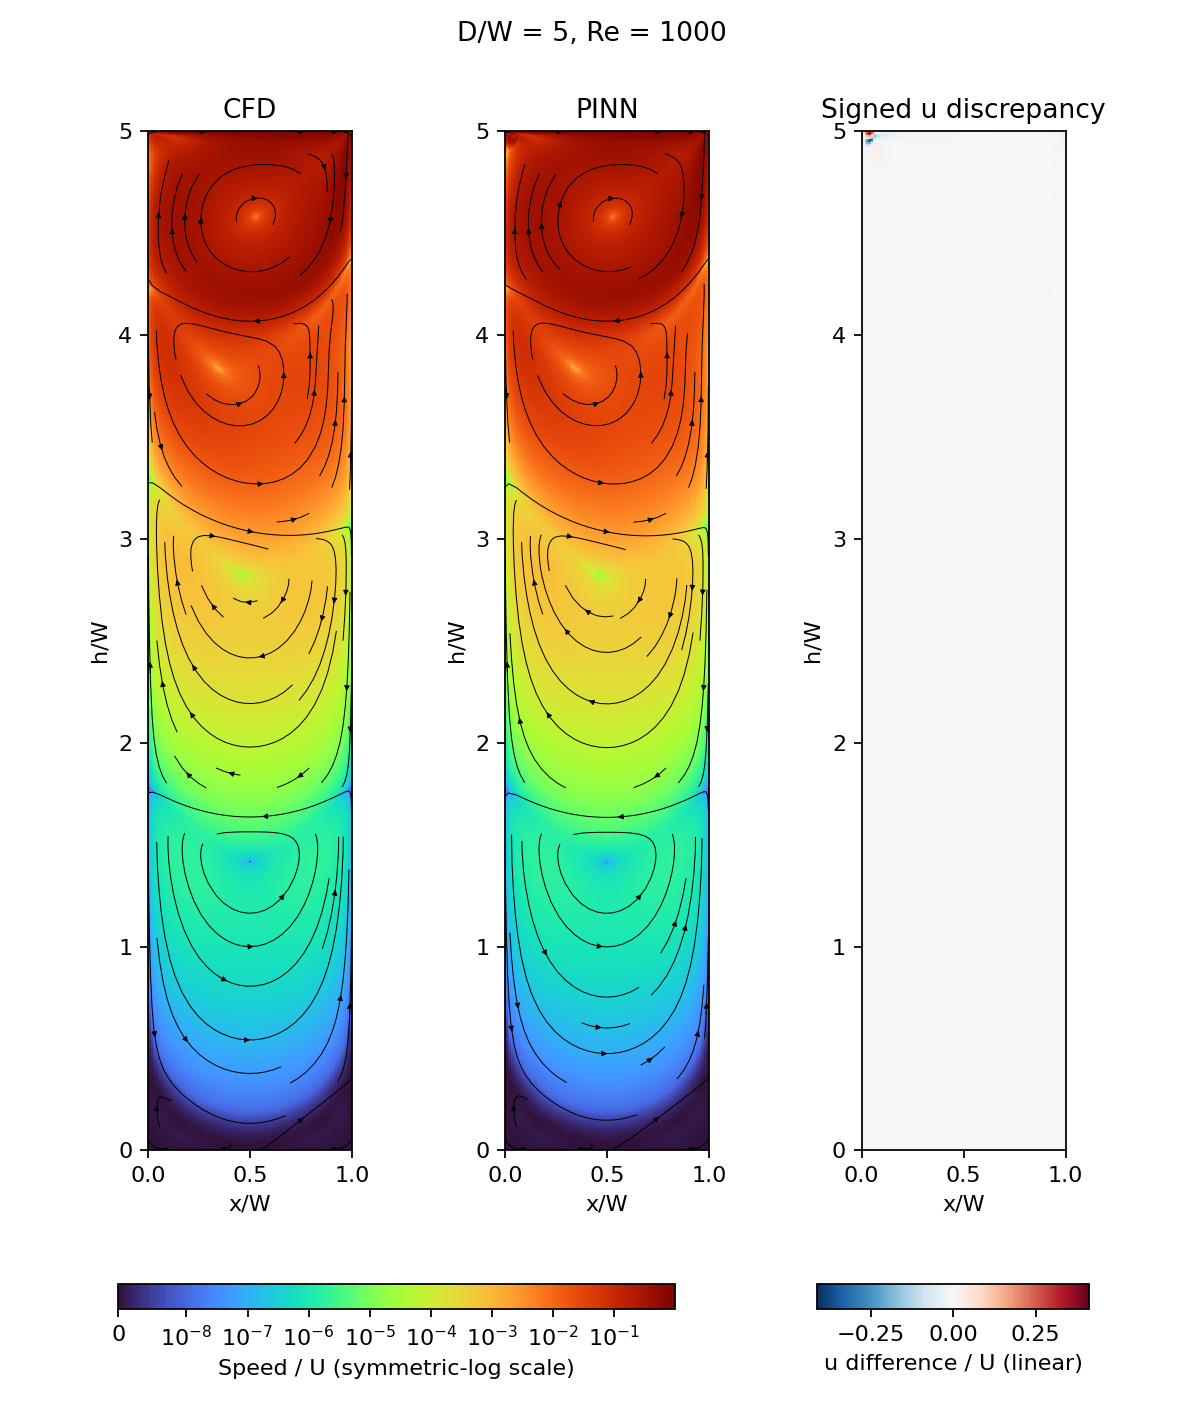 D/W = 5, Re = 1000
CFD
PINN
Signed u discrepancy
5
4
3
2
1
0
h/W
0.0 0.5 1.0
x/W
5
4
3
2
1
0
h/W
0.0 0.5 1.0
x/W
5
4
3
2
1
0
h/W
0.0 0.5 1.0
x/W
0 10⁻⁸ 10⁻⁷ 10⁻⁶ 10⁻⁵ 10⁻⁴ 10⁻³ 10⁻² 10⁻¹
Speed / U (symmetric-log scale)
−0.25 0.00 0.25
u difference / U (linear)